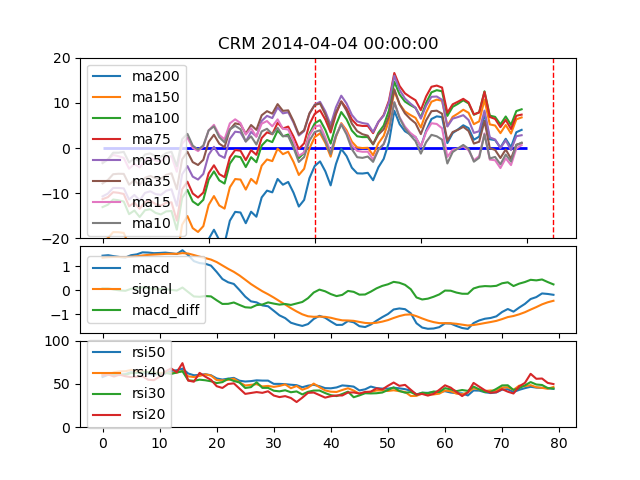 CRM 2014-04-04 00:00:00
20
10
0
−10
−20
ma200
ma150
ma100
ma75
ma50
ma35
ma15
ma10
1
0
−1
macd
signal
macd_diff
100
50
0
rsi50
rsi40
rsi30
rsi20
0 10 20 30 40 50 60 70 80